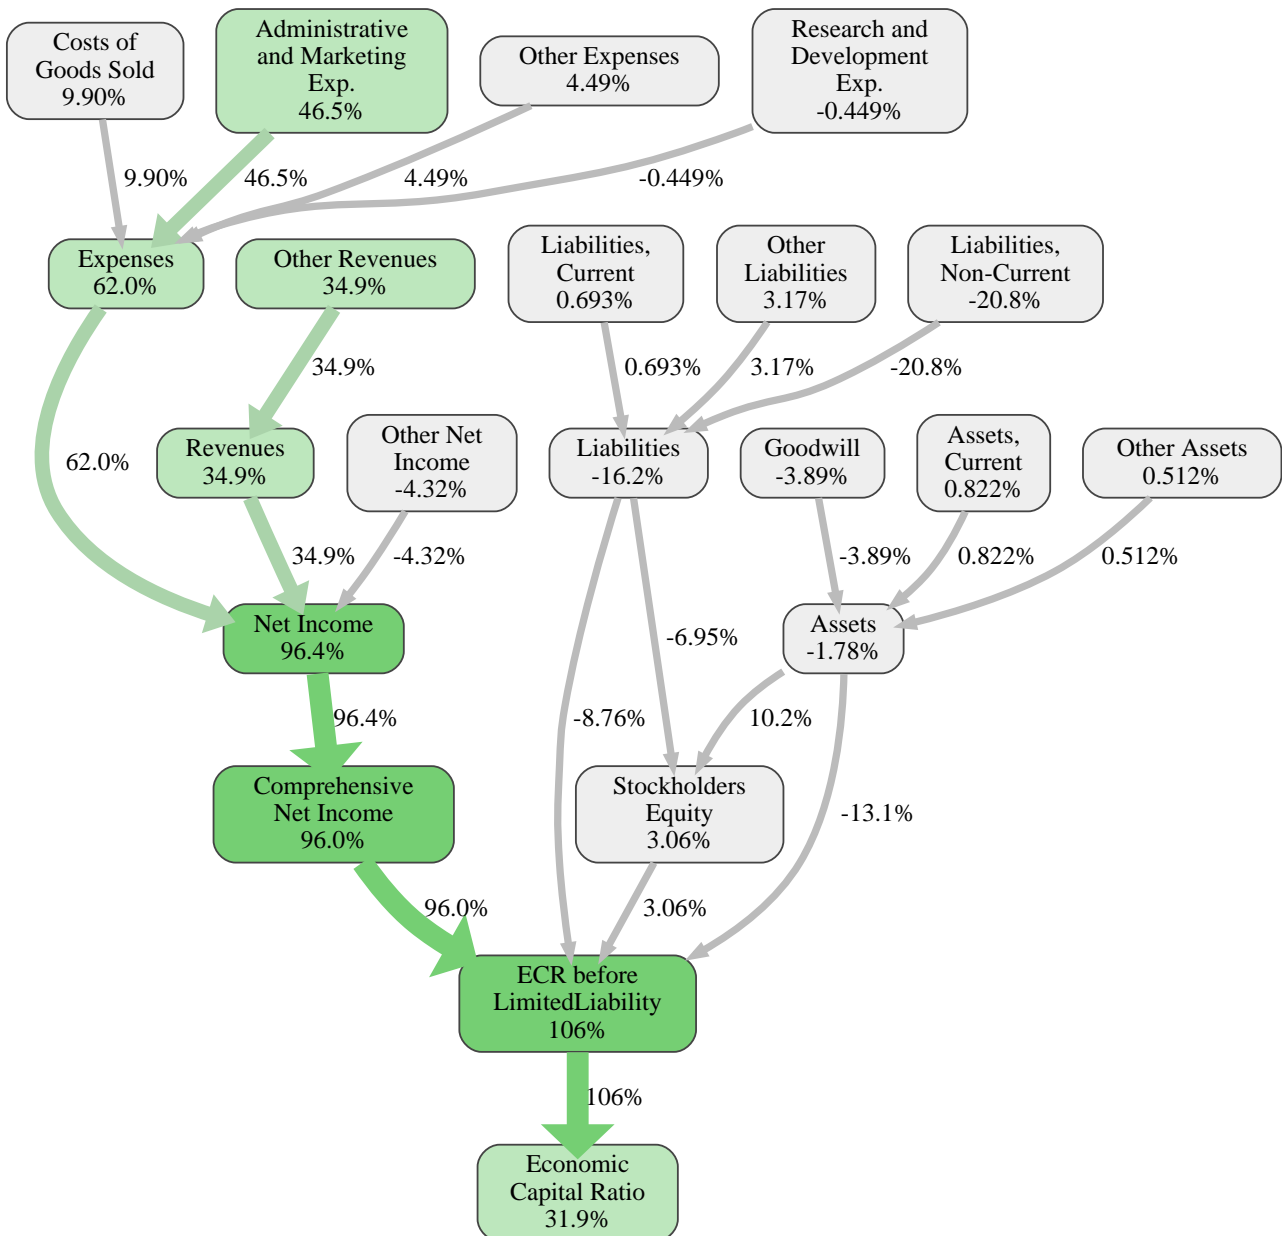 Costs of
Goods Sold
9.90%
Administrative
and Marketing
Exp.
46.5%
Other Expenses
4.49%
Research and
Development
Exp.
-0.449%
9.90%
46.5%
4.49%
-0.449%
Expenses
62.0%
Other Revenues
34.9%
Liabilities,
Current
0.693%
Other
Liabilities
3.17%
Liabilities,
Non-Current
-20.8%
34.9%
0.693%
3.17%
-20.8%
62.0%
Revenues
34.9%
Other Net
Income
-4.32%
Liabilities
-16.2%
Goodwill
-3.89%
Assets,
Current
0.822%
Other Assets
0.512%
34.9%
-4.32%
-3.89%
0.822%
0.512%
Net Income
96.4%
-6.95%
Assets
-1.78%
96.4%
-8.76%
10.2%
Comprehensive
Net Income
96.0%
Stockholders
Equity
3.06%
-13.1%
96.0%
3.06%
ECR before
LimitedLiability
106%
106%
Economic
Capital Ratio
31.9%